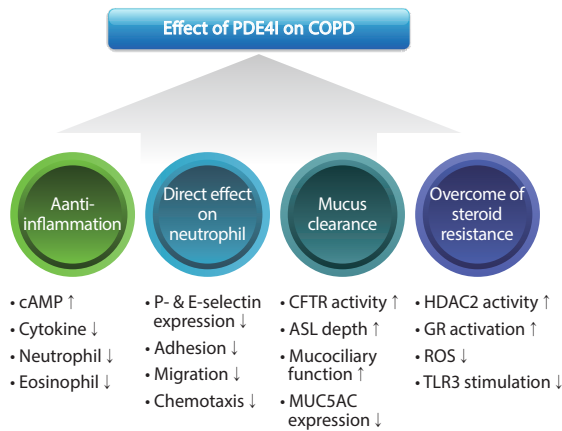 Effect of PDE4I on COPD
Aanti-
inflammation
Direct effect
on
neutrophil
Mucus
clearance
Overcome of
steroid
resistance
• cAMP ↑
• Cytokine ↓
• Neutrophil ↓
• Eosinophil ↓
• P- & E-selectin
expression ↓
• Adhesion ↓
• Migration ↓
• Chemotaxis ↓
• CFTR activity ↑
• ASL depth ↑
• Mucociliary
function ↑
• MUC5AC
expression ↓
• HDAC2 activity ↑
• GR activation ↑
• ROS ↓
• TLR3 stimulation ↓